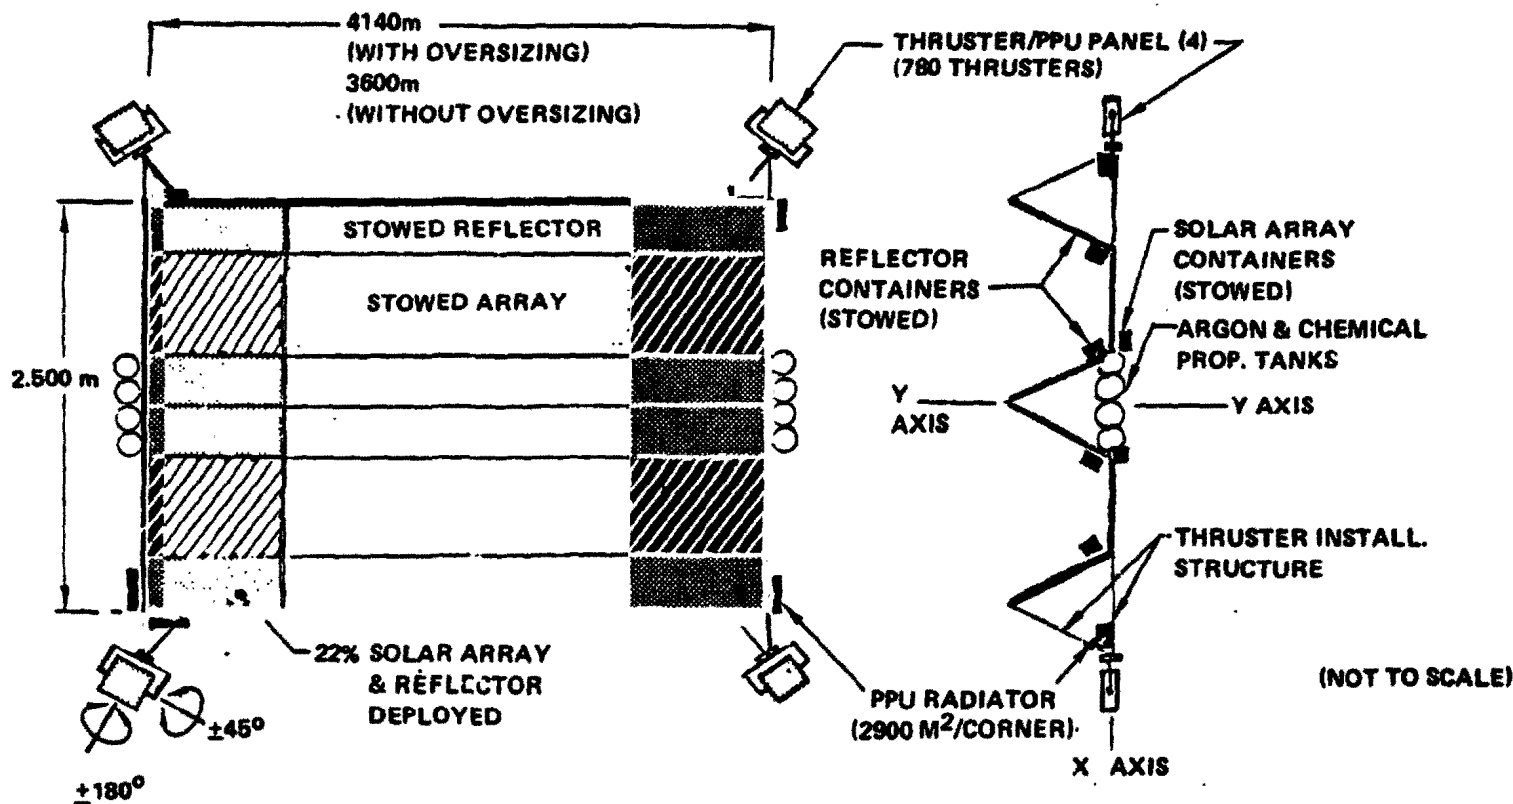 4140m
(WITH OVERSIZING)
3600m
(WITHOUT OVERSIZING)
THRUSTER/PPU PANEL (4)
(780 THRUSTERS)
STOWED REFLECTOR
STOWED ARRAY
2.500 m
REFLECTOR
CONTAINERS
(STOWED)
SOLAR ARRAY
CONTAINERS
(STOWED)
ARGON & CHEMICAL
PROP. TANKS
Y
AXIS
Y AXIS
THRUSTER INSTALL.
STRUCTURE
22% SOLAR ARRAY
& REFLECTOR
DEPLOYED
PPU RADIATOR
(2900 M²/CORNER)
(NOT TO SCALE)
±45°
±180°
X AXIS